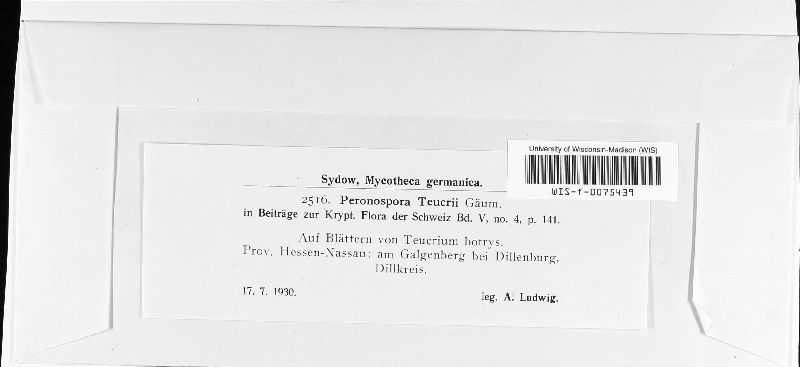 University of Wisconsin-Madison (WIS)
WIS-f-0075439
Sydow, Mycotheca germanica.
2516. Peronospora Teucrii Gäum.
in Beiträge zur Krypt. Flora der Schweiz Bd. V, no. 4, p. 141.
Auf Blättern von Teucrium botrys.
Prov. Hessen-Nassau: am Galgenberg bei Dillenburg,
Dillkreis.
17. 7. 1930. leg. A. Ludwig.